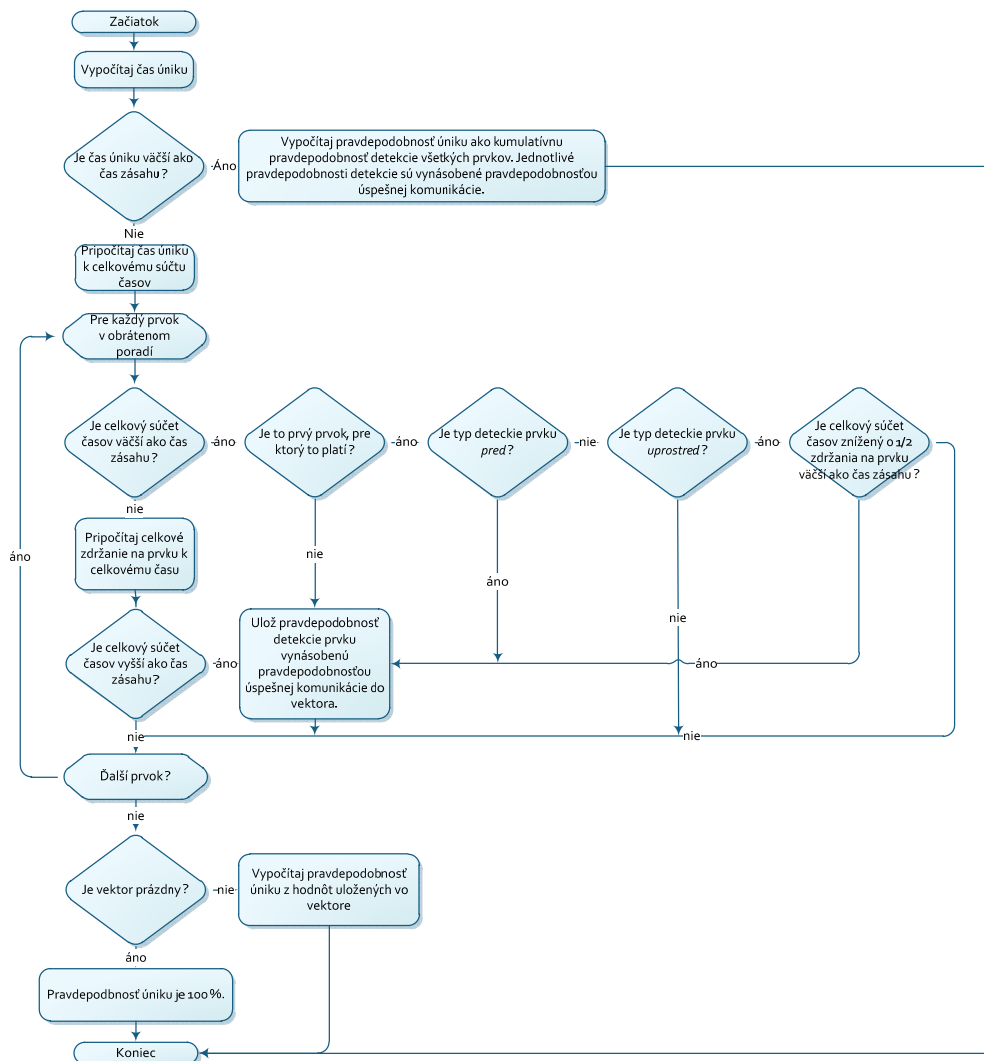 Začiatok
Vypočítaj čas úniku
Je čas úniku väčší ako
čas zásahu?
Áno
Vypočítaj pravdepodobnosť úniku ako kumulatívnu
pravdepodobnosť detekcie všetkých prvkov. Jednotlivé
pravdepodobnosti detekcie sú vynásobené pravdepodobnosťou
úspešnej komunikácie.
Nie
Pripočítaj čas úniku
k celkovému súčtu
časov
Pre každý prvok
v obrátenom
poradí
Je celkový súčet
časov väčší ako čas
zásahu?
áno
Je to prvý prvok, pre
ktorý to platí?
áno
Je typ deteckie prvku
pred?
nie
Je typ deteckie prvku
uprostred?
áno
Je celkový súčet
časov znížený o 1/2
zdržania na prvku
väčší ako čas zásahu?
nie
Pripočítaj celkové
zdržanie na prvku k
celkovému času
nie
áno
áno
nie
Je celkový súčet
časov vyšší ako čas
zásahu?
áno
Ulož pravdepodobnosť
detekcie prvku
vynásobenú
pravdepodobnosťou
úspešnej komunikácie do
vektora.
áno
nie
nie
Ďalší prvok?
nie
Je vektor prázdny?
nie
Vypočítaj pravdepodobnosť
úniku z hodnôt uložených vo
vektore
áno
Pravdepodbnosť úniku je 100%.
Koniec